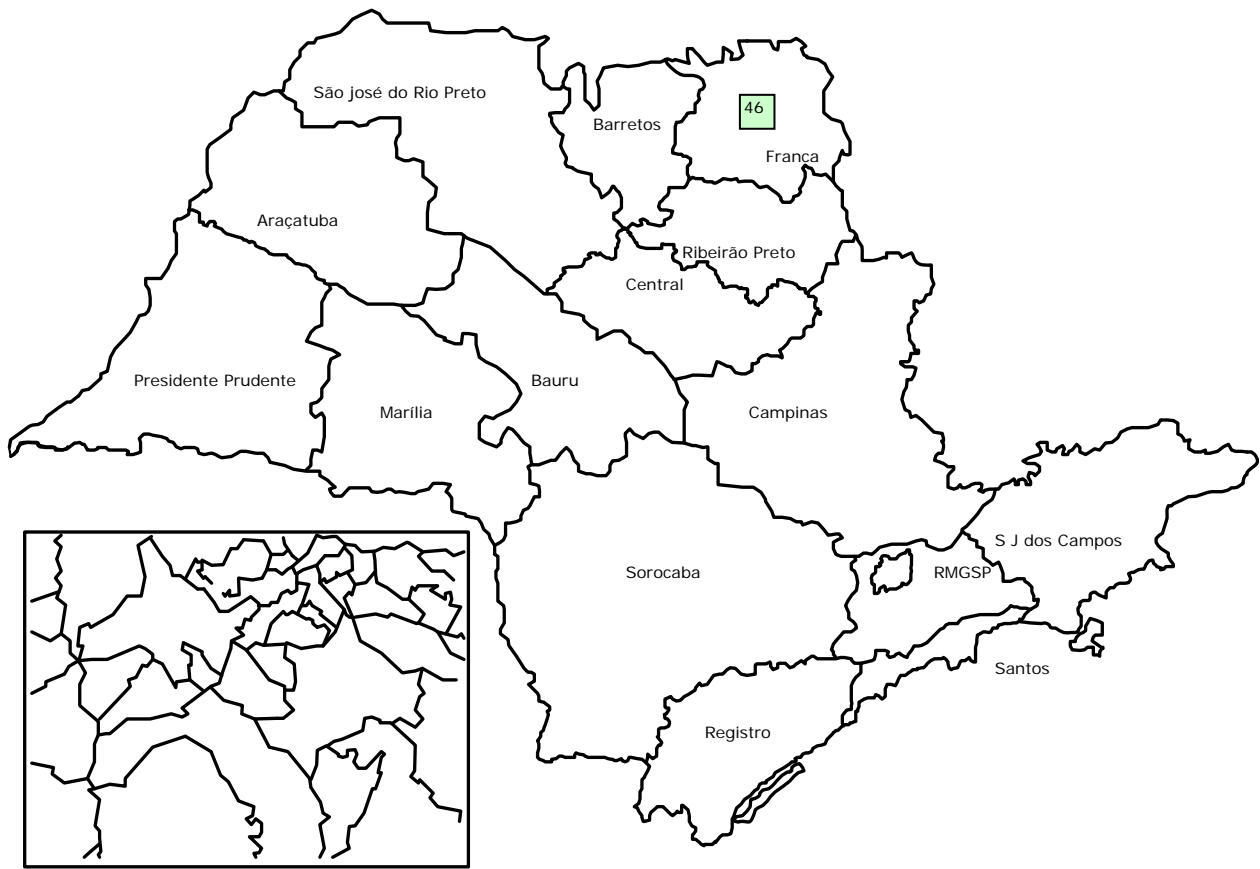 São josé do Rio Preto
46
Barretos
Franca
Araçatuba
Ribeirão Preto
Central
Presidente Prudente
Bauru
Marília
Campinas
S J dos Campos
Sorocaba
RMGSP
Santos
Registro